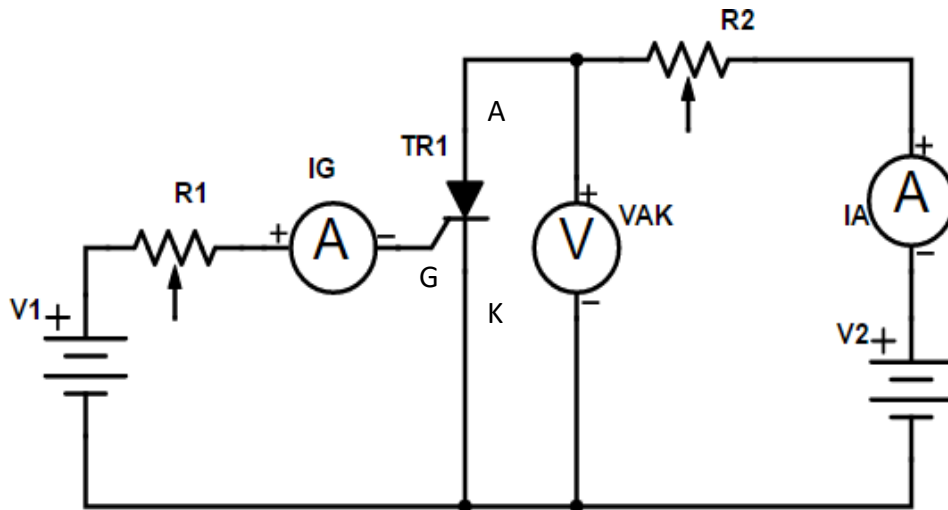 R2
A
TR1
IG
R1
+
+ A −
+
V VAK
−
+
A
IA
−
G
K
V1 +
V2 +